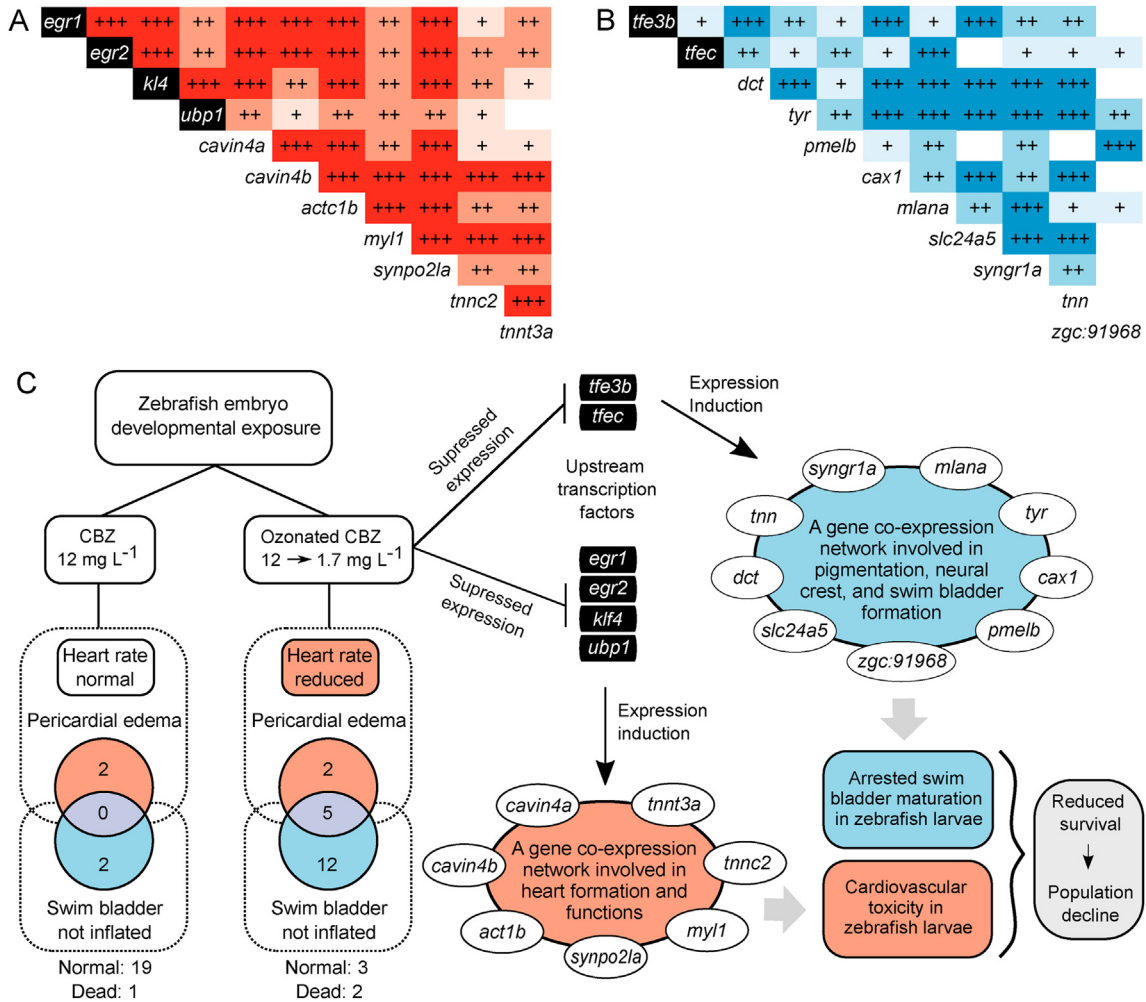 A
egr1 +++ +++ ++ +++ +++ +++ ++ +++ + +
egr2 +++ ++ +++ +++ +++ ++ +++ ++ ++
kl4 +++ +++ ++ +++ ++ +++ ++ +
ubp1 ++ + ++ ++ ++ +
cavin4a +++ +++ ++ +++ + +
cavin4b +++ +++ +++ +++ +++
actc1b +++ +++ ++ ++
myl1 +++ +++ +++
synpo2la ++ ++
tnnc2 +++
tnnt3a
B
tfe3b + +++ ++ + +++ + +++ ++ ++
tfec ++ + ++ + +++ + + +
dct +++ + +++ +++ +++ +++ +++
tyr ++ +++ +++ +++ +++ +++ ++
pmelb + ++ ++ +++
cax1 ++ +++ ++ +++
mlana ++ +++ + +
slc24a5 +++ +++
syngr1a ++
tnn
zgc:91968
C
Zebrafish embryo
developmental exposure
CBZ
12 mg L⁻¹
Ozonated CBZ
12 → 1.7 mg L⁻¹
Heart rate
normal
Pericardial edema
2
0
2
Swim bladder
not inflated
Normal: 19
Dead: 1
Heart rate
reduced
Pericardial edema
2
5
12
Swim bladder
not inflated
Normal: 3
Dead: 2
Supressed
expression
Supressed
expression
tfe3b
tfec
Upstream
transcription
factors
egr1
egr2
klf4
ubp1
Expression
Induction
syngr1a
mlana
tnn
tyr
dct
cax1
slc24a5
pmelb
zgc:91968
A gene co-expression
network involved in
pigmentation, neural
crest, and swim bladder
formation
Expression
induction
cavin4a
tnnt3a
cavin4b
tnnc2
act1b
myl1
synpo2la
A gene co-expression
network involved in
heart formation and
functions
Arrested swim
bladder maturation
in zebrafish larvae
Cardiovascular
toxicity in
zebrafish larvae
Reduced
survival
Population
decline